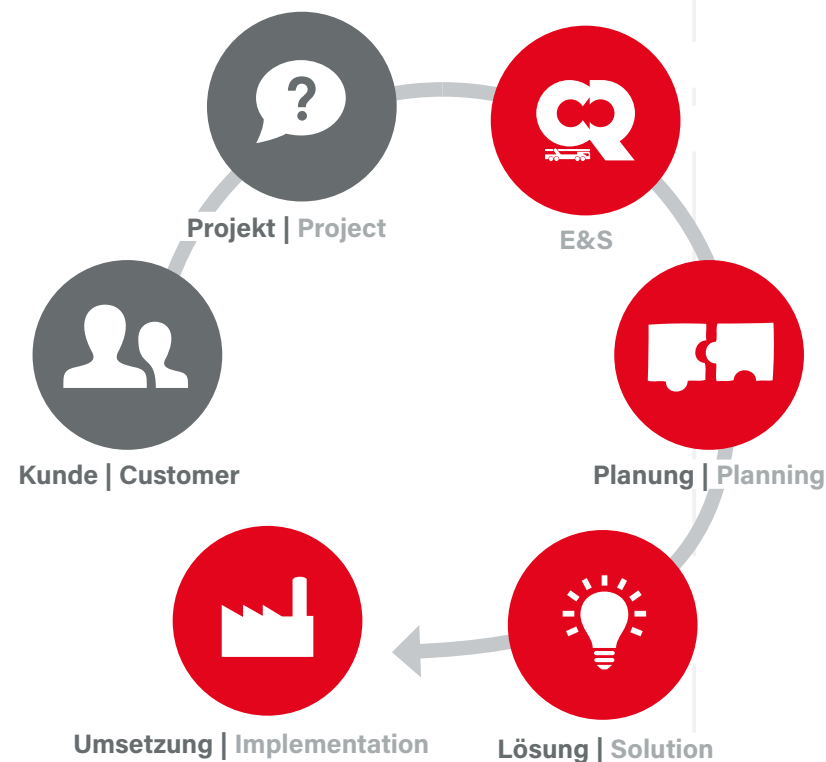 ?
Projekt | Project
E&S
Kunde | Customer
Planung | Planning
Umsetzung | Implementation
Lösung | Solution